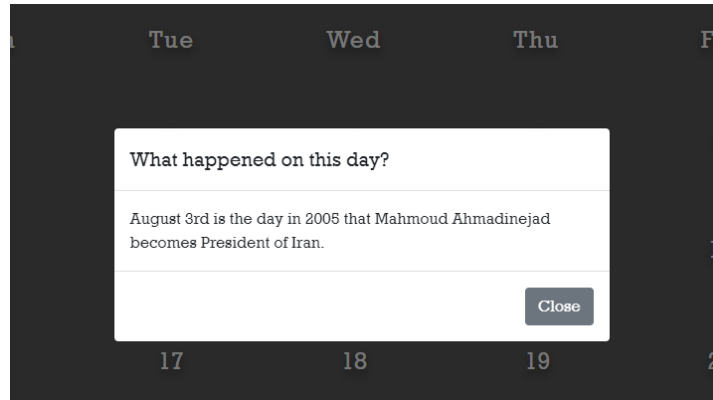 Tue Wed Thu F
What happened on this day?
August 3rd is the day in 2005 that Mahmoud Ahmadinejad
becomes President of Iran.
Close
17 18 19